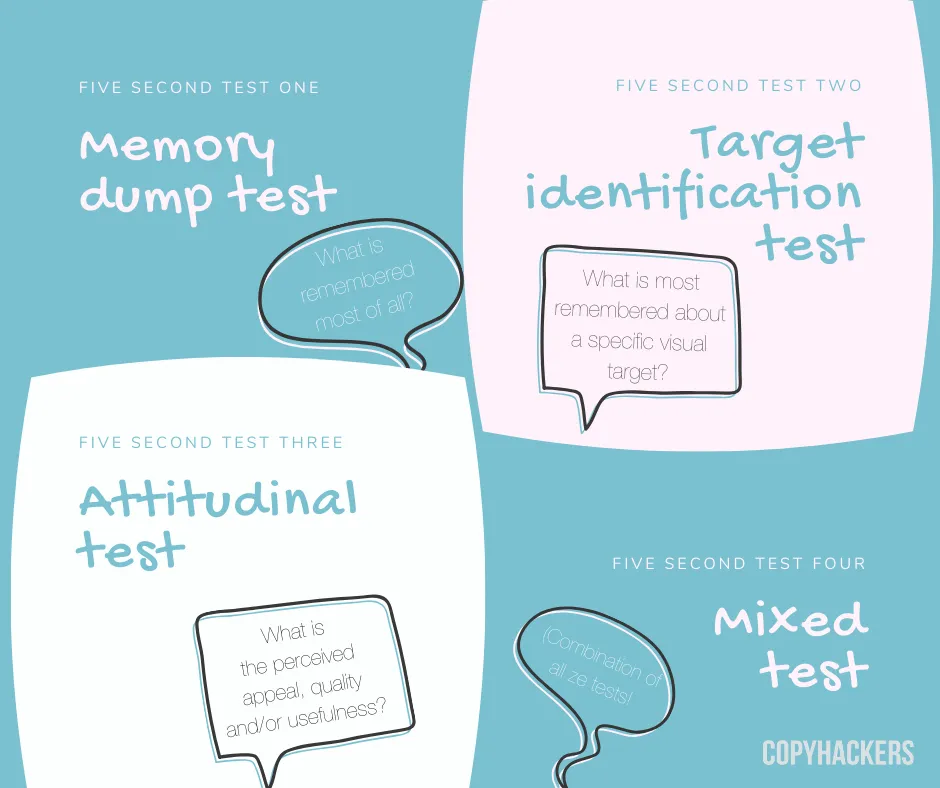 FIVE SECOND TEST ONE
Memory
dump test
What is
remembered
most of all?
FIVE SECOND TEST TWO
Target
identification
test
What is most
remembered about
a specific visual
target?
FIVE SECOND TEST THREE
Attitudinal
test
What is
the perceived
appeal, quality
and/or usefulness?
FIVE SECOND TEST FOUR
Mixed
test
(Combination of
all ze tests!
COPYHACKERS